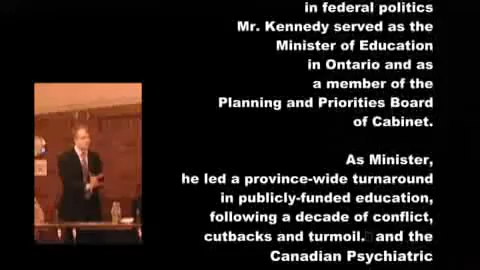 in federal politics
Mr. Kennedy served as the
Minister of Education
in Ontario and as
a member of the
Planning and Priorities Board
of Cabinet.
As Minister,
he led a province-wide turnaround
in publicly-funded education,
following a decade of conflict,
cutbacks and turmoil. and the
Canadian Psychiatric